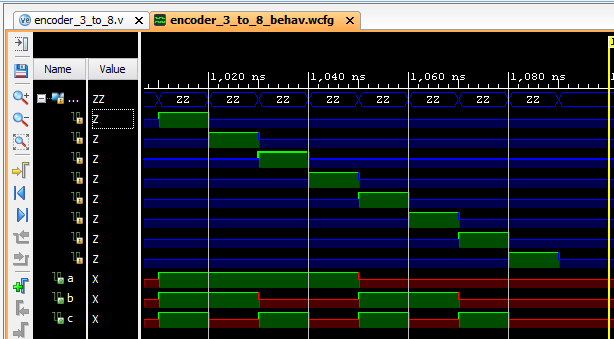 encoder_3_to_8.v
encoder_3_to_8_behav.wcfg
1,020 ns 1,040 ns 1,060 ns 1,080 ns
Name Value
... ZZ ZZ ZZ ZZ ZZ ZZ ZZ ZZ ZZ
Z
Z
Z
Z
Z
Z
Z
Z
a X
b X
c X